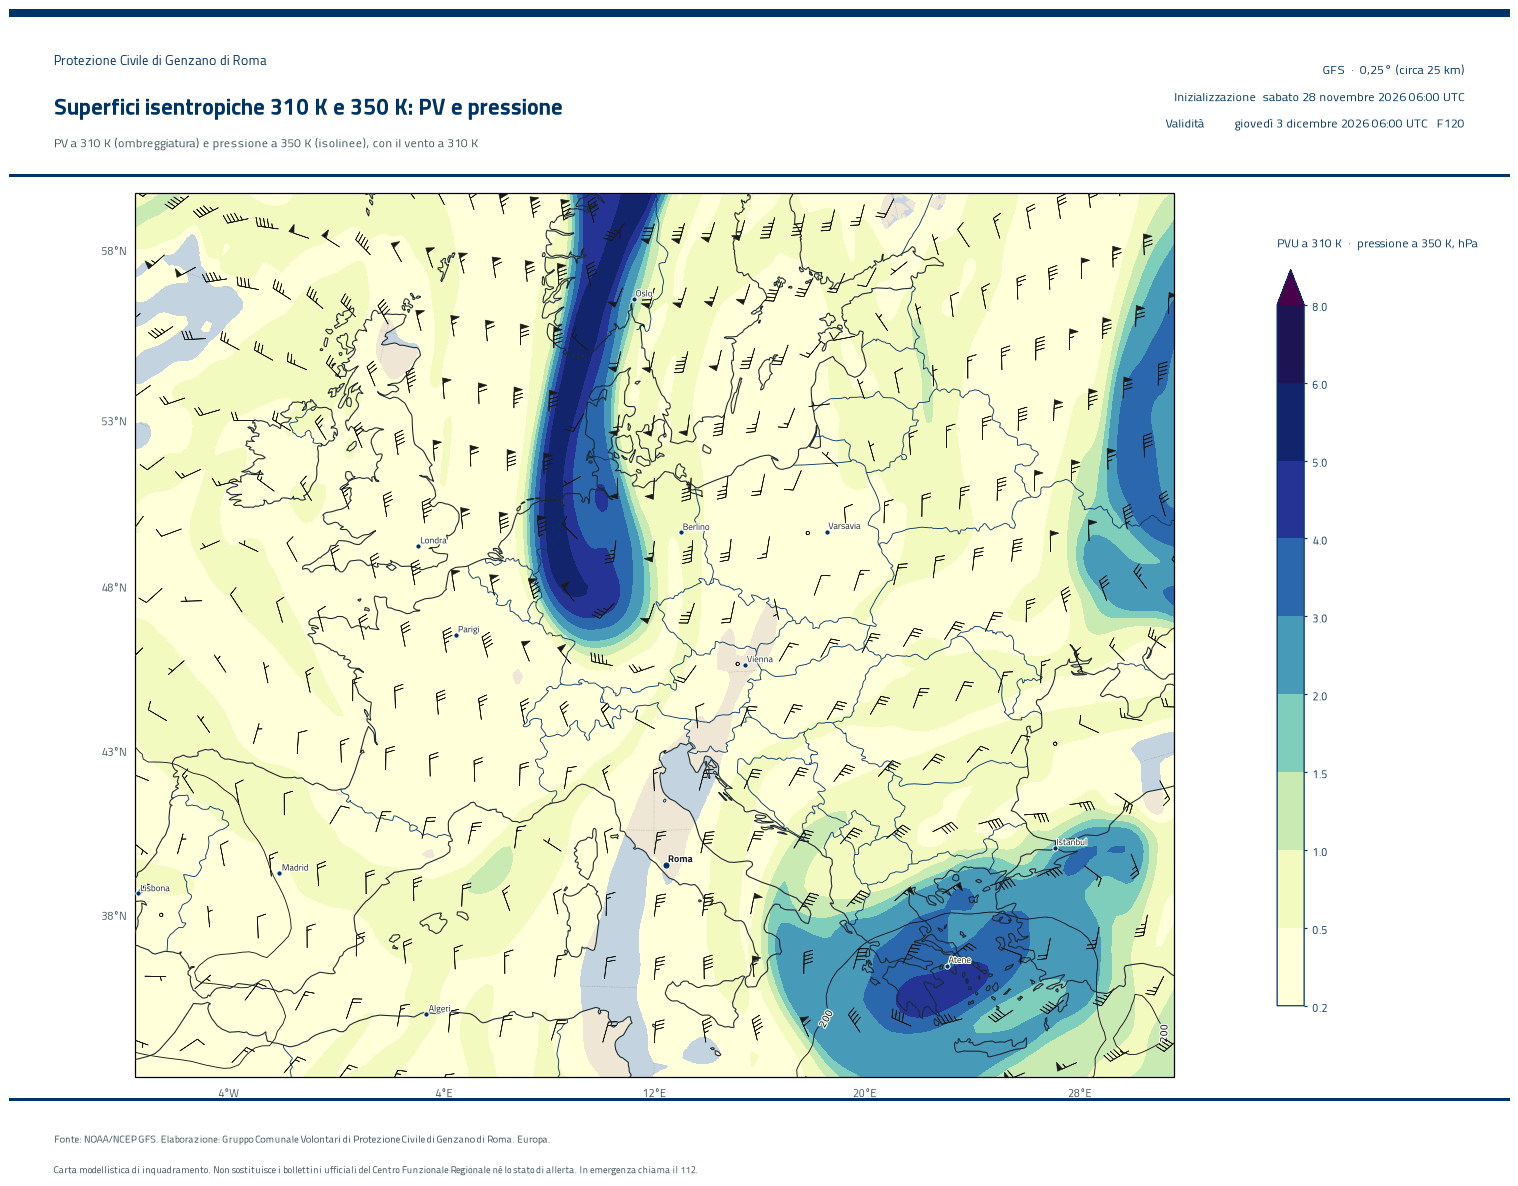 Protezione Civile di Genzano di Roma
Superfici isentropiche 310 K e 350 K: PV e pressione
PV a 310 K (ombreggiatura) e pressione a 350 K (isolinee), con il vento a 310 K
GFS · 0,25° (circa 25 km)
Inizializzazione sabato 28 novembre 2026 06:00 UTC
Validità giovedì 3 dicembre 2026 06:00 UTC F120
PVU a 310 K · pressione a 350 K, hPa
8.0
6.0
5.0
4.0
3.0
2.0
1.5
1.0
0.5
0.2
58°N
53°N
48°N
43°N
38°N
4°W
4°E
12°E
20°E
28°E
Oslo
Berlino
Varsavia
Londra
Parigi
Vienna
Roma
Madrid
Lisbona
Istanbul
Atene
Algeri
200
200
Fonte: NOAA/NCEP GFS. Elaborazione: Gruppo Comunale Volontari di Protezione Civile di Genzano di Roma. Europa.
Carta modellistica di inquadramento. Non sostituisce i bollettini ufficiali del Centro Funzionale Regionale né lo stato di allerta. In emergenza chiama il 112.